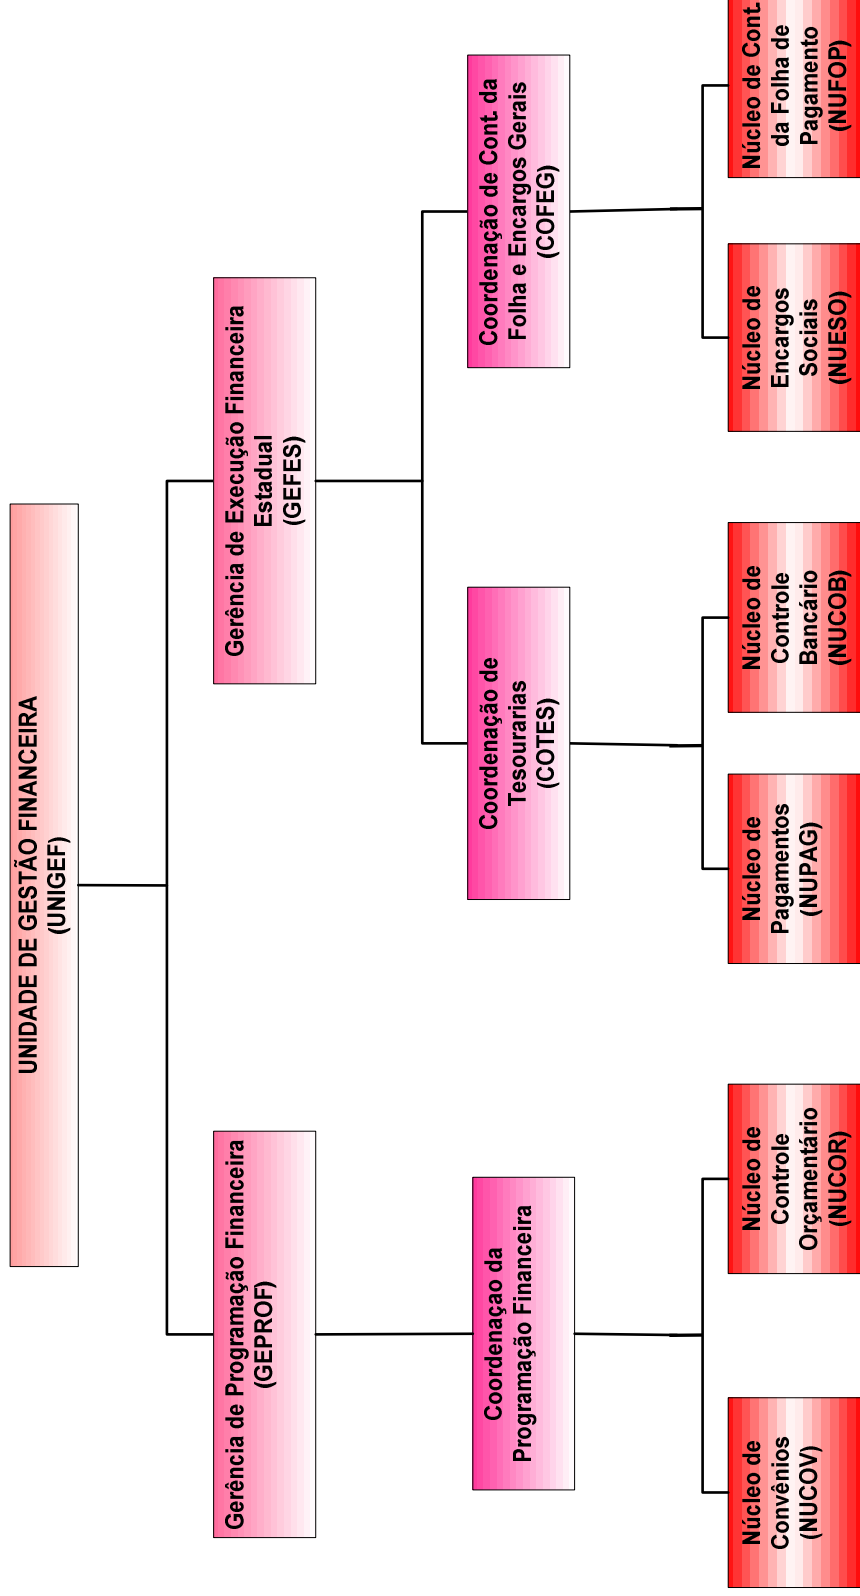 UNIDADE DE GESTÃO FINANCEIRA
(UNIGEF)
Gerência de Programação Financeira
(GEPROF)
Gerência de Execução Financeira
Estadual
(GEFES)
Coordenaçao da
Programação Financeira
Coordenação de
Tesourarias
(COTES)
Coordenação de Cont. da
Folha e Encargos Gerais
(COFEG)
Núcleo de
Convênios
(NUCOV)
Núcleo de
Controle
Orçamentário
(NUCOR)
Núcleo de
Pagamentos
(NUPAG)
Núcleo de
Controle
Bancário
(NUCOB)
Núcleo de
Encargos
Sociais
(NUESO)
Núcleo de Cont.
da Folha de
Pagamento
(NUFOP)